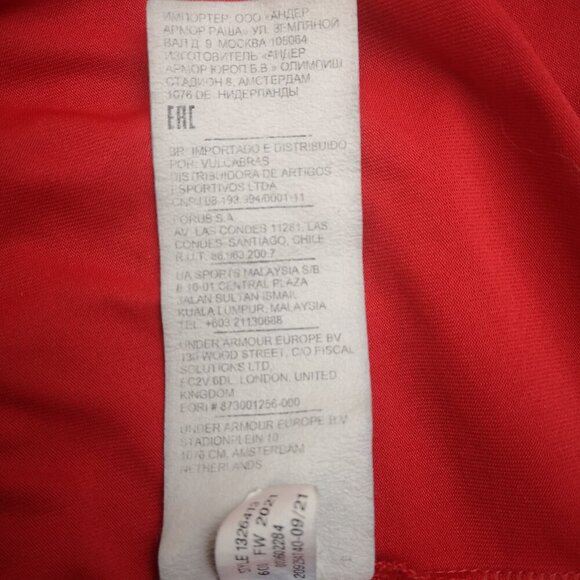 ИМПОРТЕР: ООО «АНДЕР
АРМОР РАША» УЛ. ЗЕМЛЯНОЙ
ВАЛ Д. 9 МОСКВА 105064
ИЗГОТОВИТЕЛЬ «АНДЕР
АРМОР ЮРОП Б.В.» ОЛИМПИШ
СТАДИОН 8, АМСТЕРДАМ
1076 DE, НИДЕРЛАНДЫ
EAC
BR: IMPORTADO E DISTRIBUIDO
POR: VULCABRAS
DISTRIBUIDORA DE ARTIGOS
ESPORTIVOS LTDA
08.193.994/0001-11
FORUS S.A.
AV. LAS CONDES 11281, LAS
CONDES- SANTIAGO, CHILE
R.U.T. 86.963.200-7
UA SPORTS MALAYSIA S/B
8-10-01 CENTRAL PLAZA
JALAN SULTAN ISMAIL
KUALA LUMPUR, MALAYSIA
TEL. +603 21130688
UNDER ARMOUR EUROPE BV
130 WOOD STREET, C/O FISCAL
SOLUTIONS LTD.
EC2V 6DL, LONDON, UNITED
KINGDOM
EORI # 873001256-000
UNDER ARMOUR EUROPE B.V.
STADIONPLEIN 10
1076 CM, AMSTERDAM
NETHERLANDS
1326413
FW 2021
-09/21